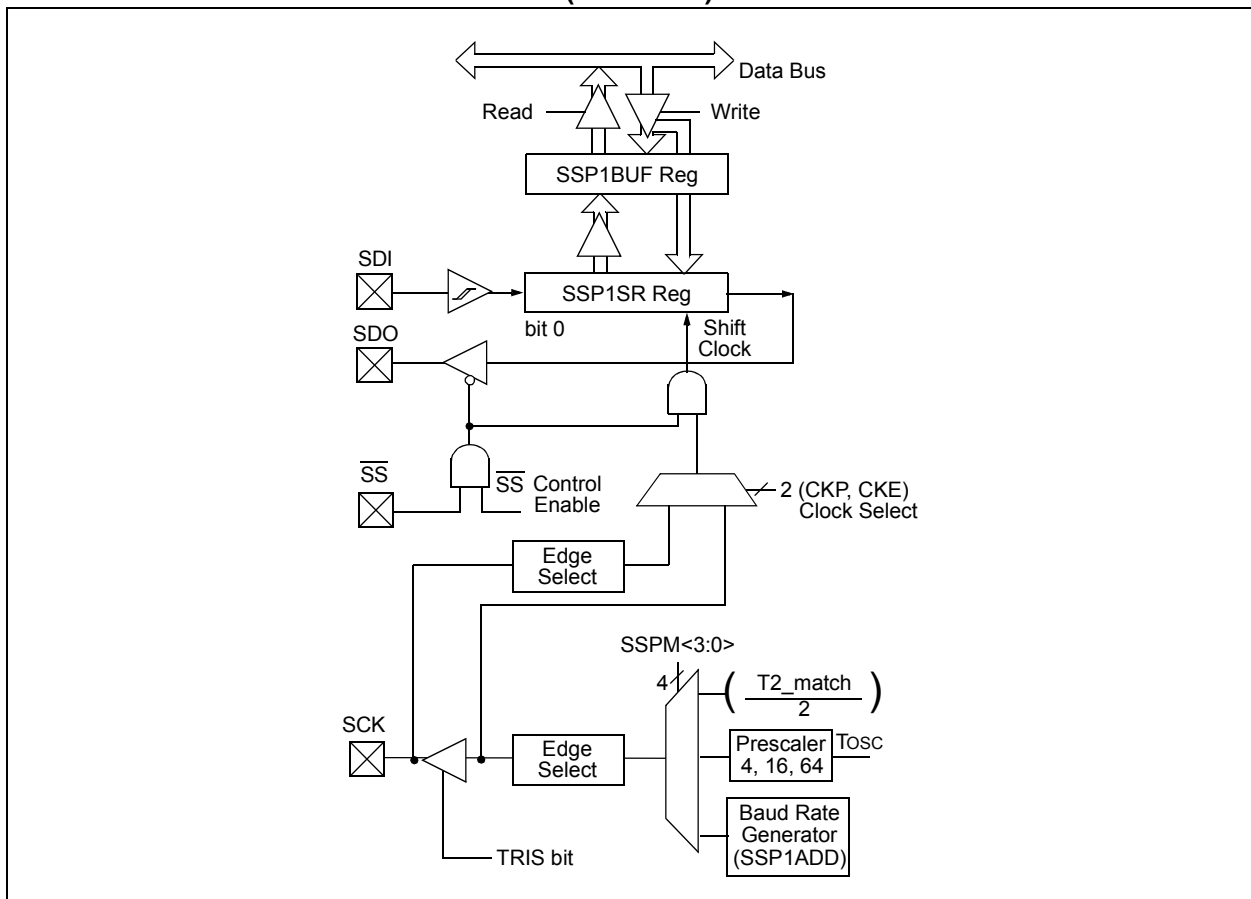 Data Bus
Read
Write
SSP1BUF Reg
SDI
SSP1SR Reg
bit 0
Shift
Clock
SDO
SS
SS Control
Enable
2 (CKP, CKE)
Clock Select
Edge
Select
SSPM<3:0>
4
( T2_match )
2
SCK
Edge
Select
Prescaler
4, 16, 64
TOSC
Baud Rate
Generator
(SSP1ADD)
TRIS bit